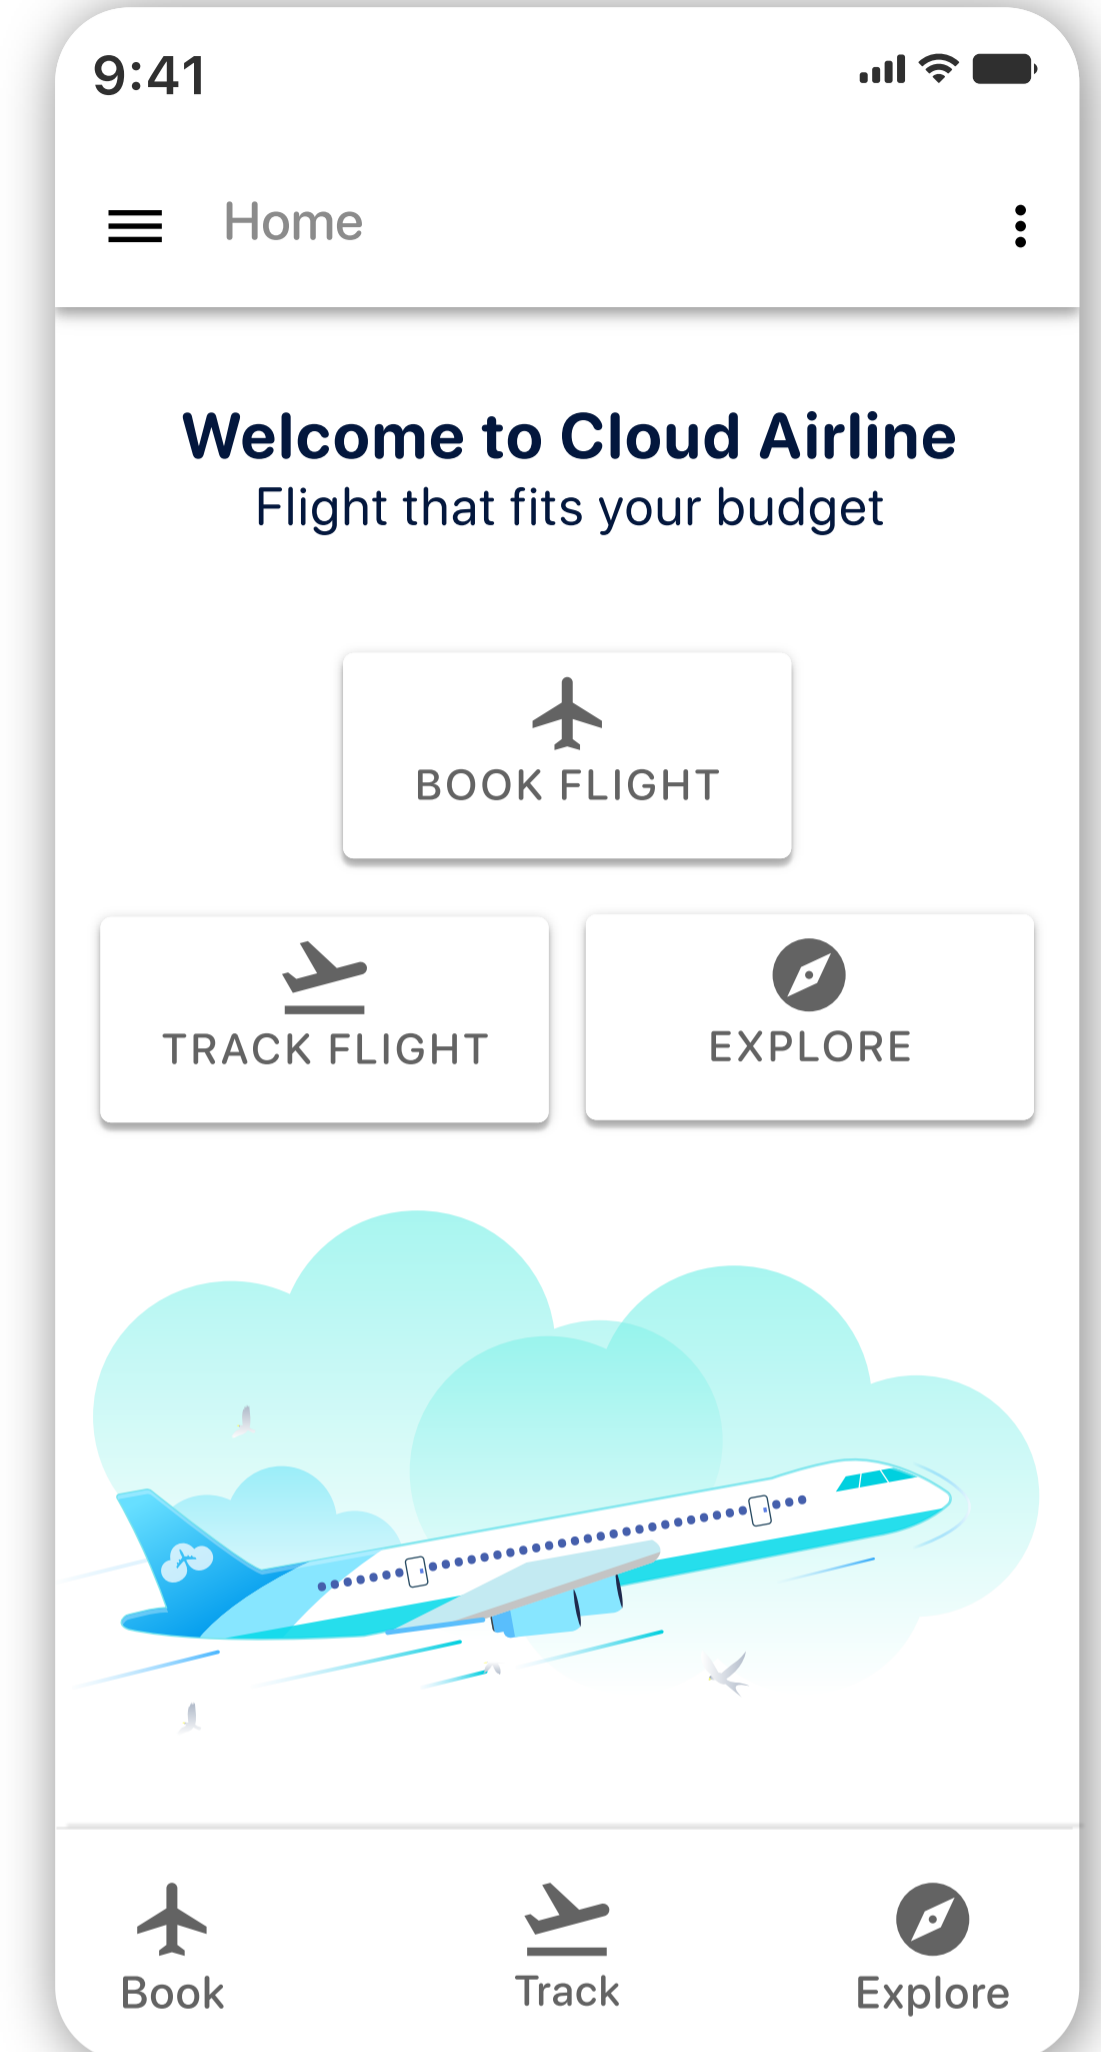 9:41
Home
Welcome to Cloud Airline
Flight that fits your budget
BOOK FLIGHT
TRACK FLIGHT
EXPLORE
Book
Track
Explore